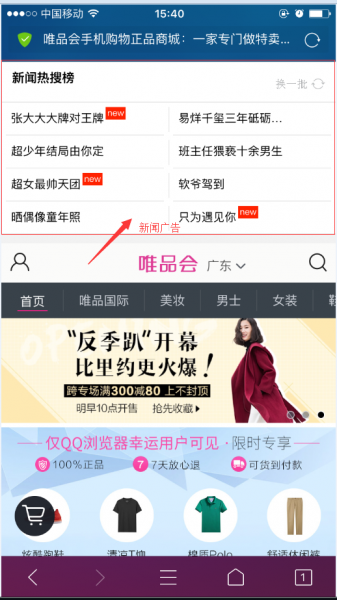 中国移动 15:40
唯品会手机购物正品商城：一家专门做特卖...
新闻热搜榜 换一批
张大大大牌对王牌 new 易烊千玺三年砥砺...
超少年结局由你定 班主任猥亵十余男生
超女最帅天团 new 软爷驾到
晒偶像童年照 只为遇见你 new
新闻广告
唯品会 广东
首页 唯品国际 美妆 男士 女装 鞋
“反季趴”开幕
比里约更火爆！
跨专场满300减80 上不封顶
明早10点开售 抢先收藏
仅QQ浏览器幸运用户可见·限时专享
100%正品 7 7天放心退 可货到付款
炫酷跑鞋 清凉T恤 棉质Polo 舒适休闲裤
1